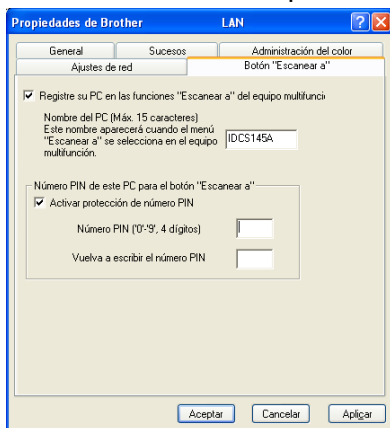 Propiedades de Brother LAN
General Sucesos Administración del color
Ajustes de red Botón "Escanear a"
Registre su PC en las funciones "Escanear a" del equipo multifunci
Nombre del PC (Máx. 15 caracteres)
Este nombre aparecerá cuando el menú
"Escanear a" se selecciona en el equipo
multifunción.
IDCS145A
Número PIN de este PC para el botón "Escanear a"
Activar protección de número PIN
Número PIN ('0'-'9', 4 dígitos)
Vuelva a escribir el número PIN
Aceptar Cancelar Aplicar